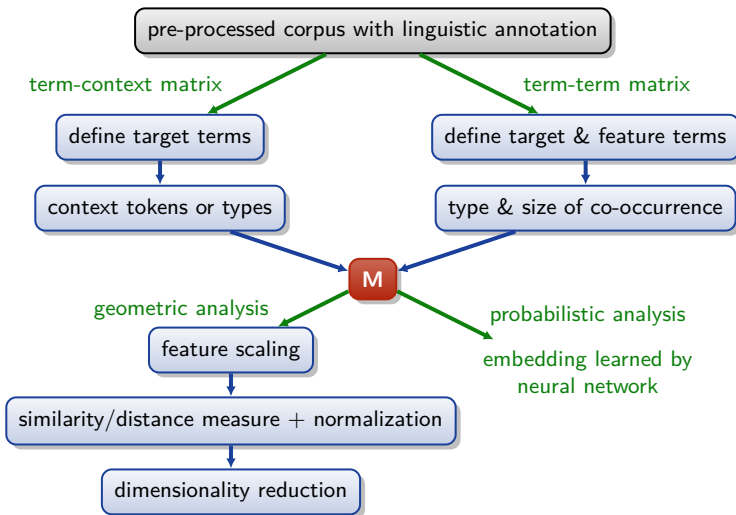 pre-processed corpus with linguistic annotation
term-context matrix
term-term matrix
define target terms
define target & feature terms
context tokens or types
type & size of co-occurrence
M
geometric analysis
probabilistic analysis
feature scaling
embedding learned by
neural network
similarity/distance measure + normalization
dimensionality reduction